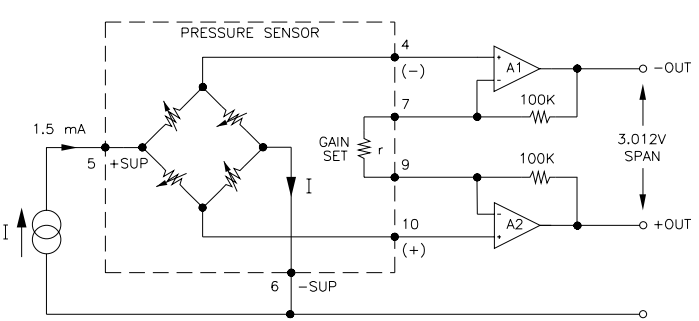 PRESSURE SENSOR
4
(-)
A1
-OUT
7
100K
1.5 mA
5
+SUP
GAIN
SET
r
3.012V
SPAN
9
100K
I
I
10
(+)
A2
+OUT
6
-SUP